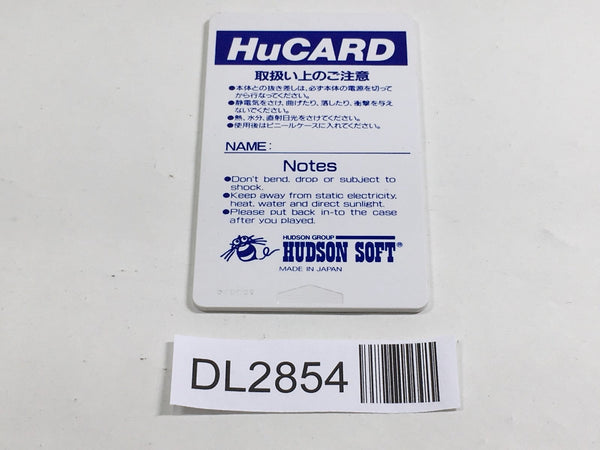 HuCARD
取扱い上のご注意
●本体との抜き差しは、必ず本体の電源を切って
から行なってください。
●静電気をさけ、曲げたり、落したり、衝撃を与え
ないでください。
●熱、水分、直射日光をさけてください。
●使用後はビニールケースに入れてください。
NAME:
Notes
●Don't bend, drop or subject to
shock.
●Keep away from static electricity,
heat, water and direct sunlight.
●Please put back in-to the case
after you played.
HUDSON GROUP
HUDSON SOFT®
MADE IN JAPAN
DL2854